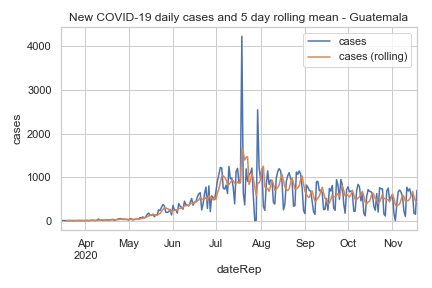 New COVID-19 daily cases and 5 day rolling mean - Guatemala
cases
cases (rolling)
4000
3000
2000
1000
0
cases
Apr May Jun Jul Aug Sep Oct Nov
2020
dateRep